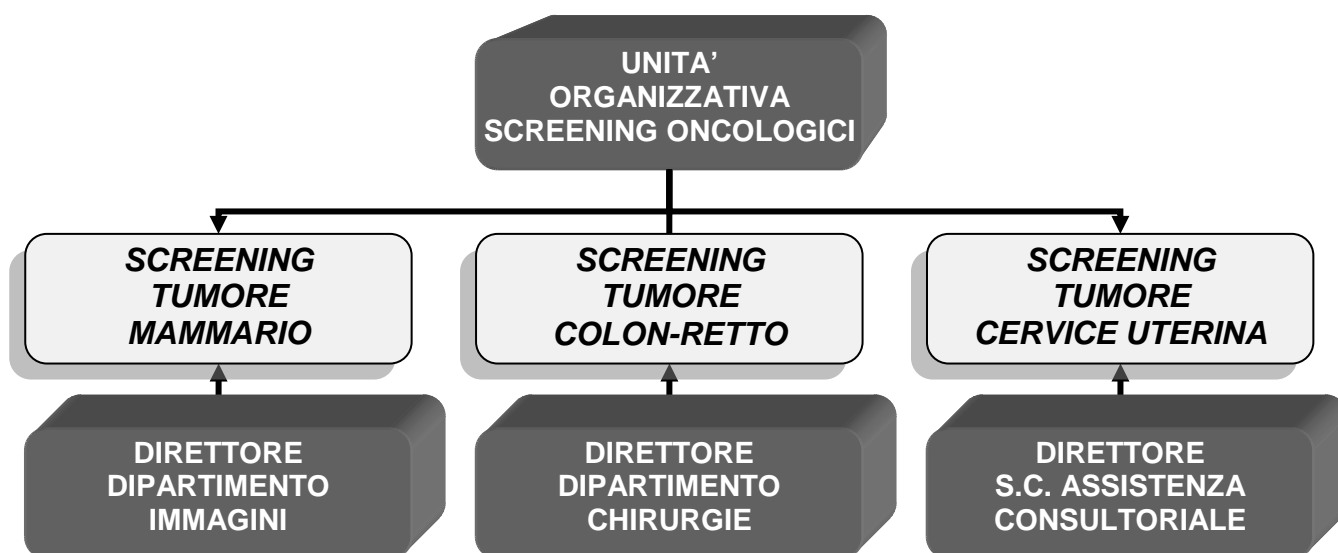 UNITA’
ORGANIZZATIVA
SCREENING ONCOLOGICI
SCREENING
TUMORE
MAMMARIO
SCREENING
TUMORE
COLON-RETTO
SCREENING
TUMORE
CERVICE UTERINA
DIRETTORE
DIPARTIMENTO
IMMAGINI
DIRETTORE
DIPARTIMENTO
CHIRURGIE
DIRETTORE
S.C. ASSISTENZA
CONSULTORIALE